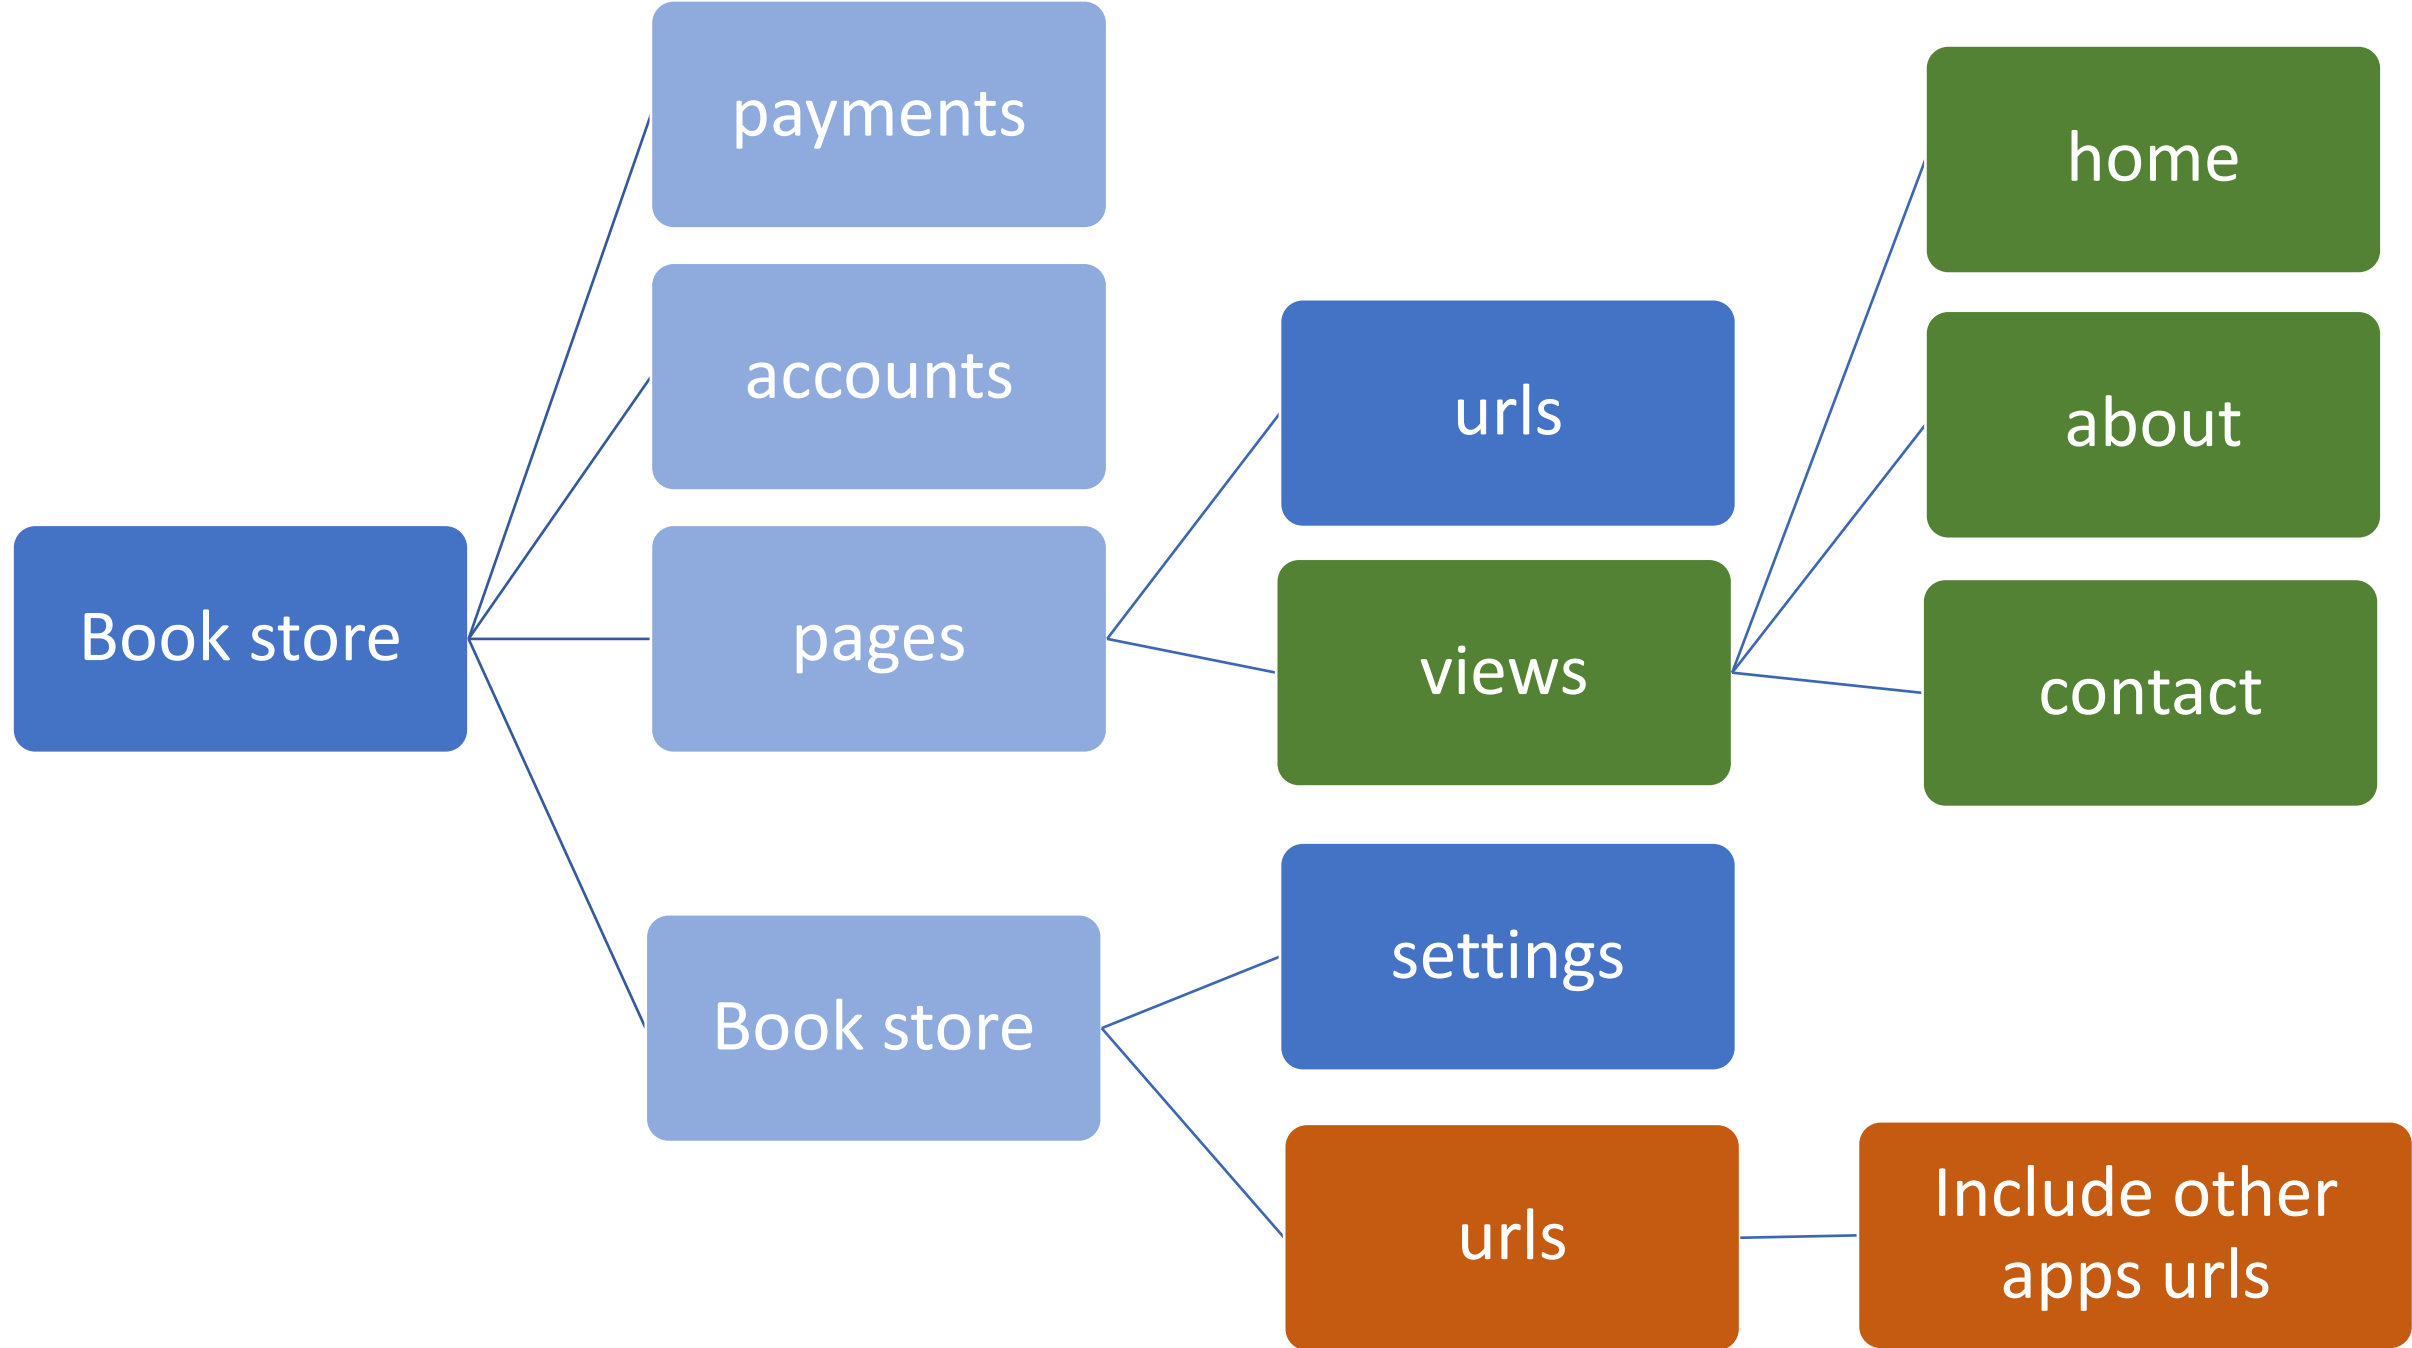 Book store
payments
accounts
pages
Book store
urls
views
settings
urls
home
about
contact
Include other
apps urls